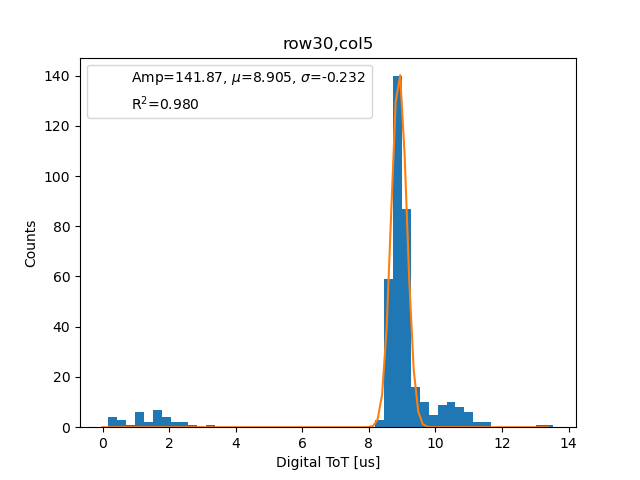 row30,col5
Amp=141.87, μ=8.905, σ=-0.232
R²=0.980
140
120
100
80
60
40
20
0
Counts
0 2 4 6 8 10 12 14
Digital ToT [us]